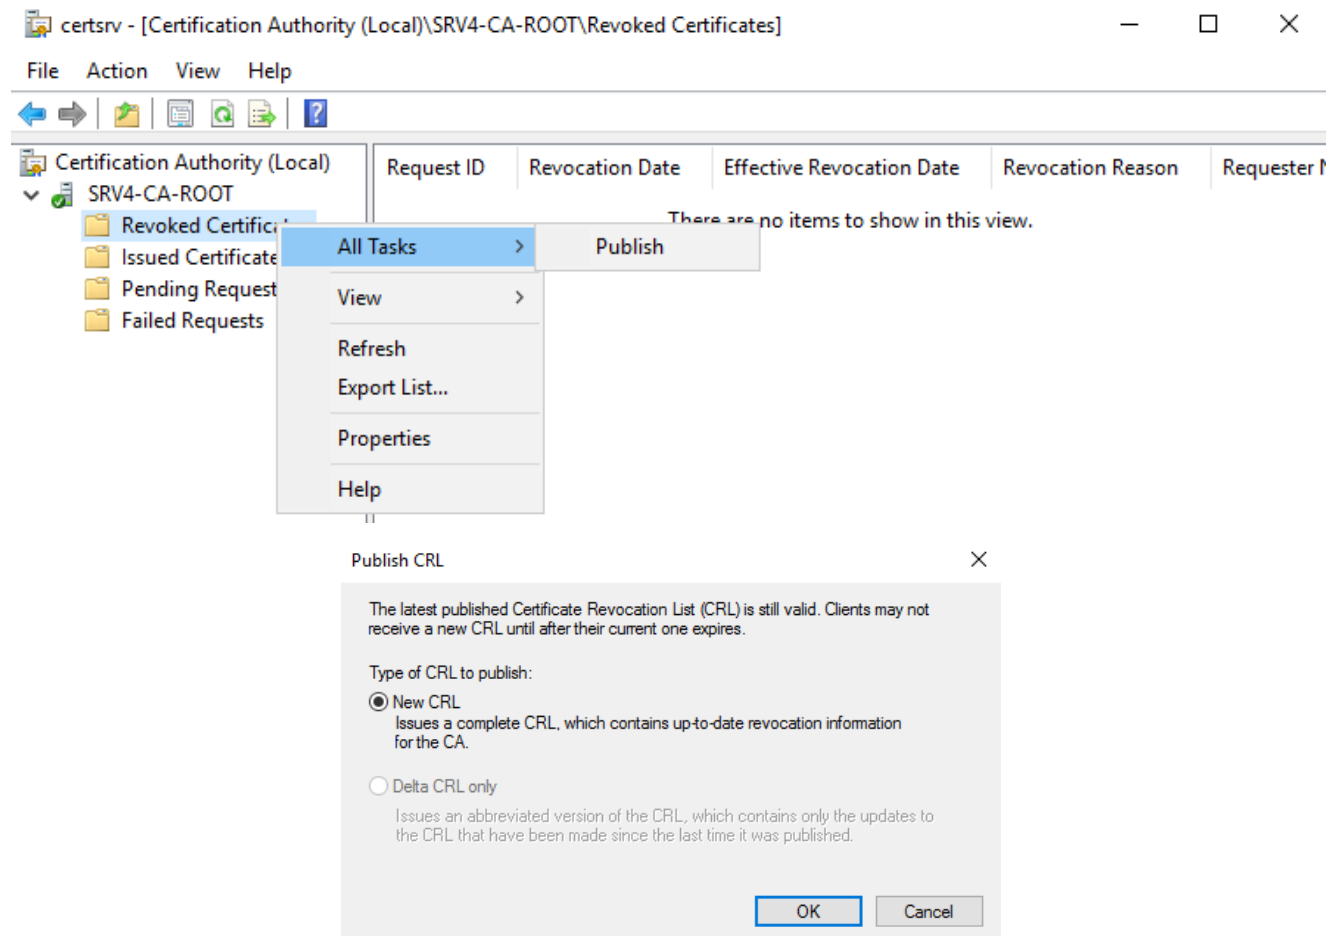 certsrv - [Certification Authority (Local)\SRV4-CA-ROOT\Revoked Certificates]
File Action View Help
Certification Authority (Local)
SRV4-CA-ROOT
Revoked
Issued
Pending
Failed Requests
Request ID Revocation Date Effective Revocation Date Revocation Reason Requester
There are no items to show in this view.
All Tasks
Publish
View
Refresh
Export List...
Properties
Help
Publish CRL
The latest published Certificate Revocation List (CRL) is still valid. Clients may not
receive a new CRL until after their current one expires.
Type of CRL to publish:
New CRL
Issues a complete CRL, which contains up-to-date revocation information
for the CA.
Delta CRL only
Issues an abbreviated version of the CRL, which contains only the updates to
the CRL that have been made since the last time it was published.
OK Cancel